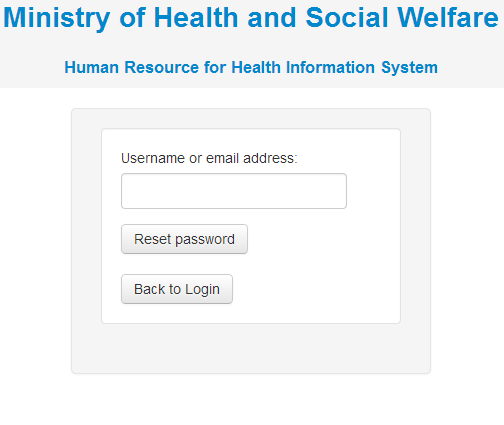 Ministry of Health and Social Welfare
Human Resource for Health Information System
Username or email address:
Reset password
Back to Login